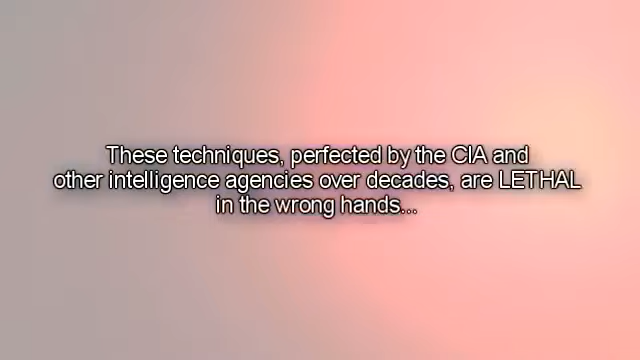 These techniques, perfected by the CIA and
other intelligence agencies over decades, are LETHAL
in the wrong hands...